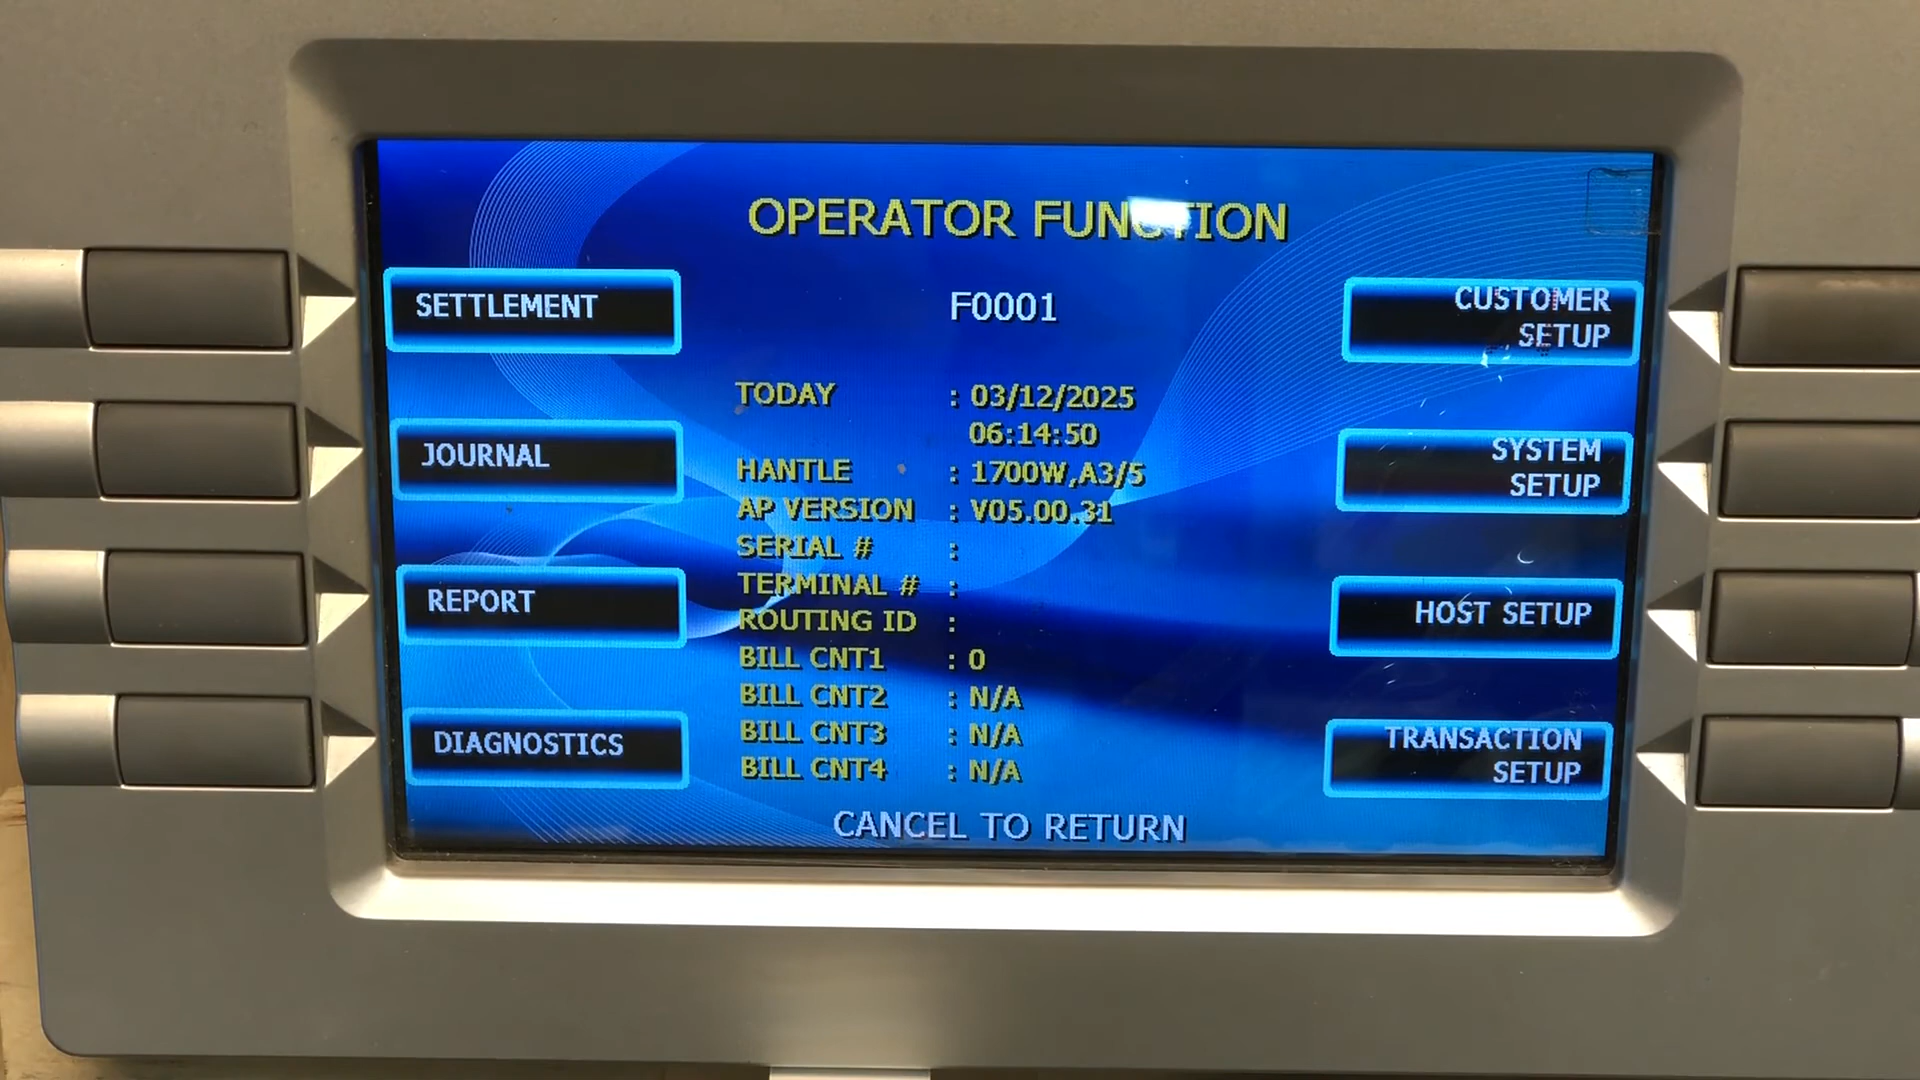 OPERATOR FUNCTION
F0001
SETTLEMENT
JOURNAL
REPORT
DIAGNOSTICS
TODAY : 03/12/2025
06:14:50
HANTLE : 1700W,A3/5
AP VERSION : V05.00.31
SERIAL # :
TERMINAL # :
ROUTING ID :
BILL CNT1 : 0
BILL CNT2 : N/A
BILL CNT3 : N/A
BILL CNT4 : N/A
CUSTOMER
SETUP
SYSTEM
SETUP
HOST SETUP
TRANSACTION
SETUP
CANCEL TO RETURN